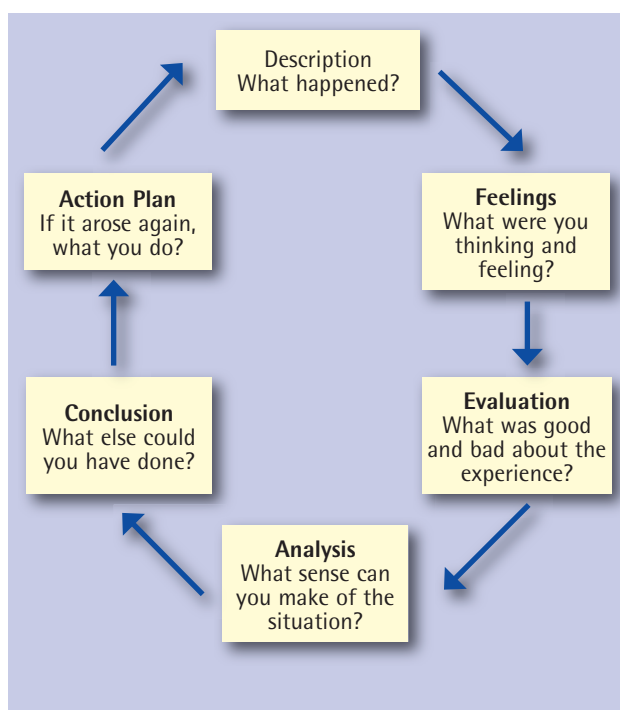 Description
What happened?
Feelings
What were you
thinking and
feeling?
Evaluation
What was good
and bad about the
experience?
Analysis
What sense can
you make of the
situation?
Conclusion
What else could
you have done?
Action Plan
If it arose again,
what you do?